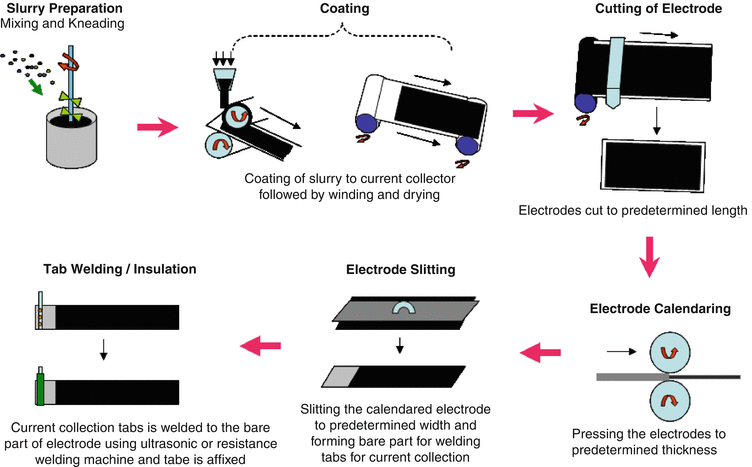 Slurry Preparation
Mixing and Kneading
Coating
Coating of slurry to current collector
followed by winding and drying
Cutting of Electrode
Electrodes cut to predetermined length
Electrode Calendaring
Pressing the electrodes to
predetermined thickness
Electrode Slitting
Slitting the calendared electrode
to predetermined width and
forming bare part for welding
tabs for current collection
Tab Welding / Insulation
Current collection tabs is welded to the bare
part of electrode using ultrasonic or resistance
welding machine and tabe is affixed